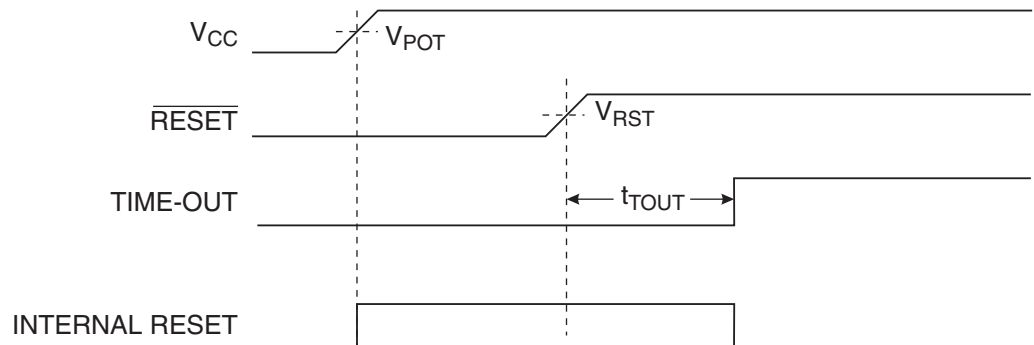 VCC
VPOT
RESET
VRST
TIME-OUT
tTOUT
INTERNAL RESET